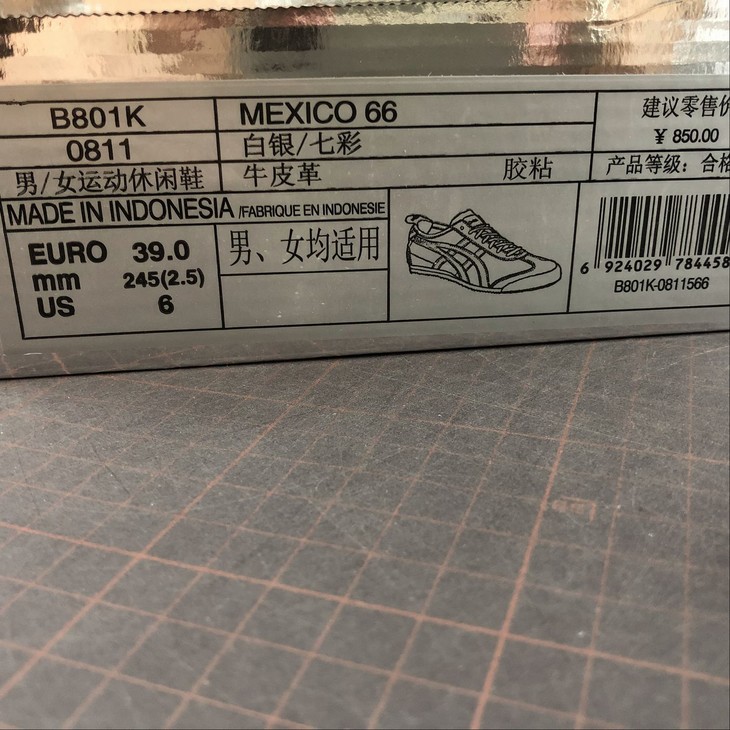 B801K
MEXICO 66
建议零售价
0811
白银/七彩
¥ 850.00
男/女运动休闲鞋
牛皮革
胶粘
产品等级：合格
MADE IN INDONESIA /FABRIQUE EN INDONESIE
EURO 39.0
mm 245(2.5)
US 6
男、女均适用
6 924029 784458
B801K-0811566